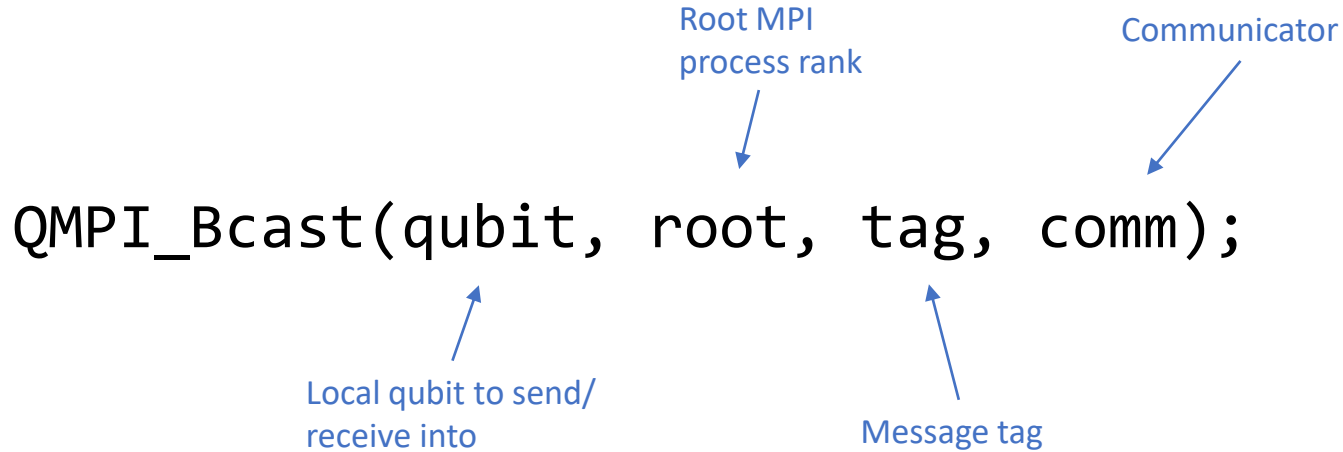 Root MPI
process rank
Communicator
QMPI_Bcast(qubit, root, tag, comm);
Local qubit to send/
receive into
Message tag